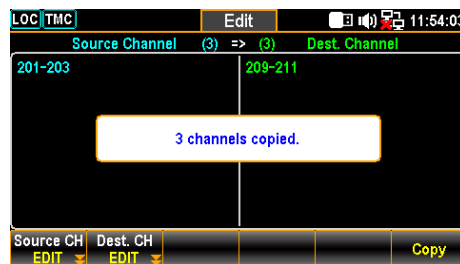 LOC TMC Edit 11:54:03
Source Channel (3) => (3) Dest. Channel
201-203 209-211
3 channels copied.
Source CH Dest. CH
EDIT EDIT Copy